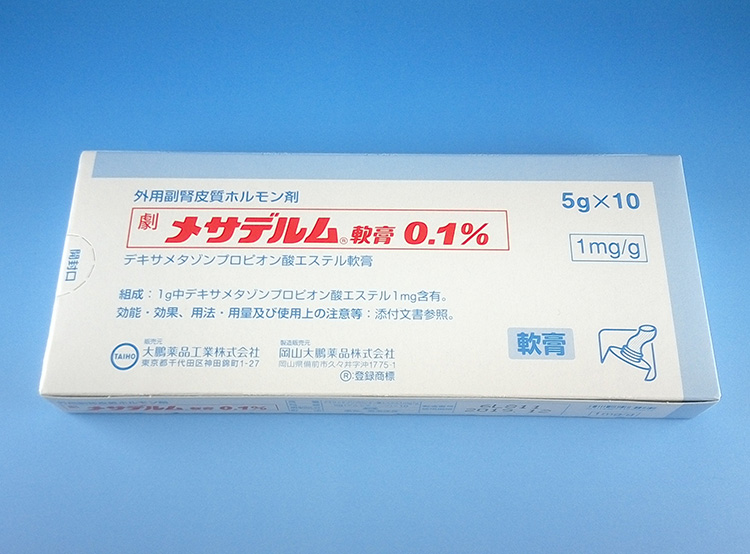 外用副腎皮質ホルモン剤
劇 メサデルム® 軟膏 0.1%
デキサメタゾンプロピオン酸エステル軟膏
5g×10
1mg/g
開封口
組成：1g中デキサメタゾンプロピオン酸エステル1mg含有。
効能・効果、用法・用量及び使用上の注意等：添付文書参照。
軟膏
TAIHO
販売元
大鵬薬品工業株式会社
東京都千代田区神田錦町1-27
製造販売元
岡山大鵬薬品株式会社
岡山県備前市久々井字沖1775-1
®：登録商標
メサデルム 軟膏 0.1%
1mg/g